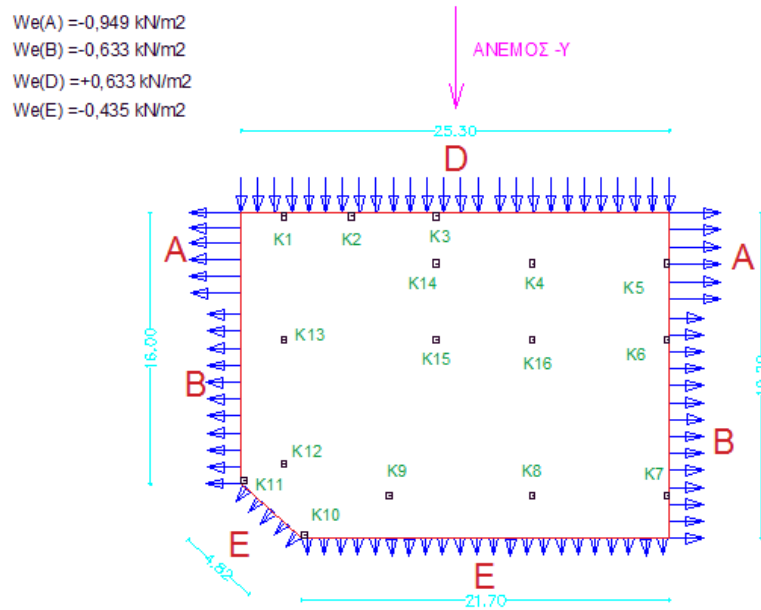 We(A) =-0,949 kN/m2
We(B) =-0,633 kN/m2
We(D) =+0,633 kN/m2
We(E) =-0,435 kN/m2
ΑΝΕΜΟΣ -Υ
25.30
D
K1
K2
K3
A
A
K14
K4
K5
16.00
K13
K15
K16
K6
B
B
K12
K9
K8
K7
K11
K10
E
4.82
E
21.70